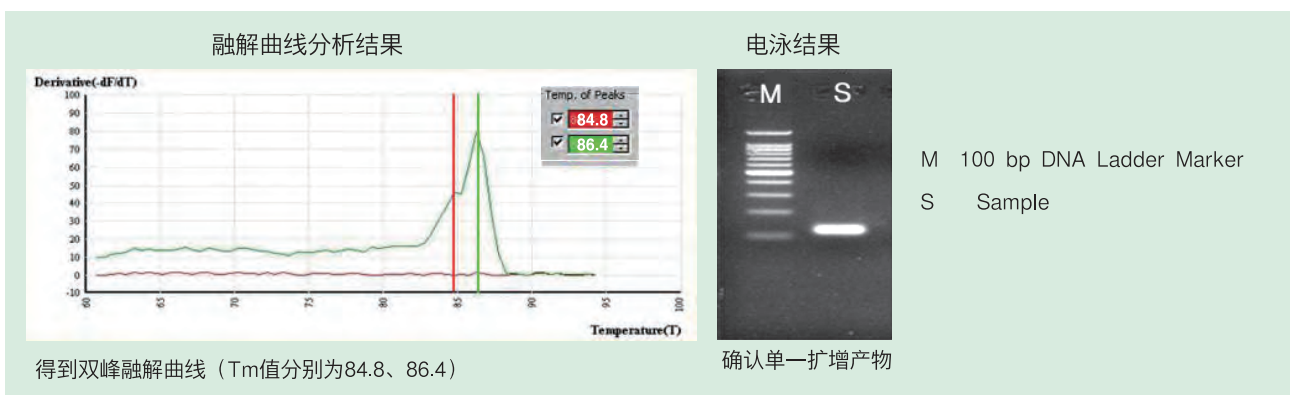 融解曲线分析结果
电泳结果
Derivative(-dF/dT)
100
90
80
70
60
50
40
30
20
10
0
-10
60 65 70 75 80 85 90 95 100
Temperature(T)
Temp. of Peaks
84.8
86.4
M S
M 100 bp DNA Ladder Marker
S Sample
得到双峰融解曲线（Tm值分别为84.8、86.4）
确认单一扩增产物